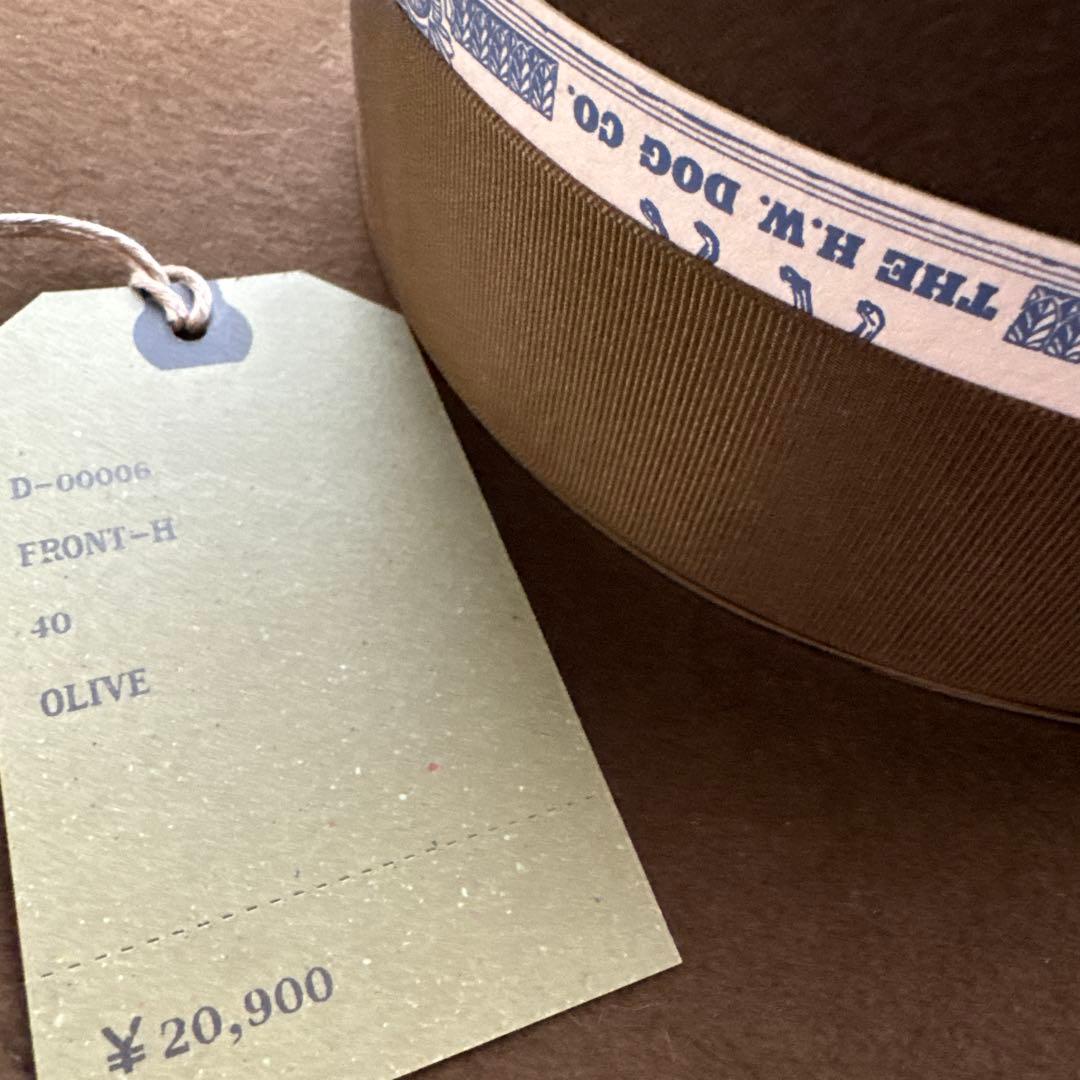 THE H.W. DOG CO.
D-00006
FRONT-H
40
OLIVE
¥20,900